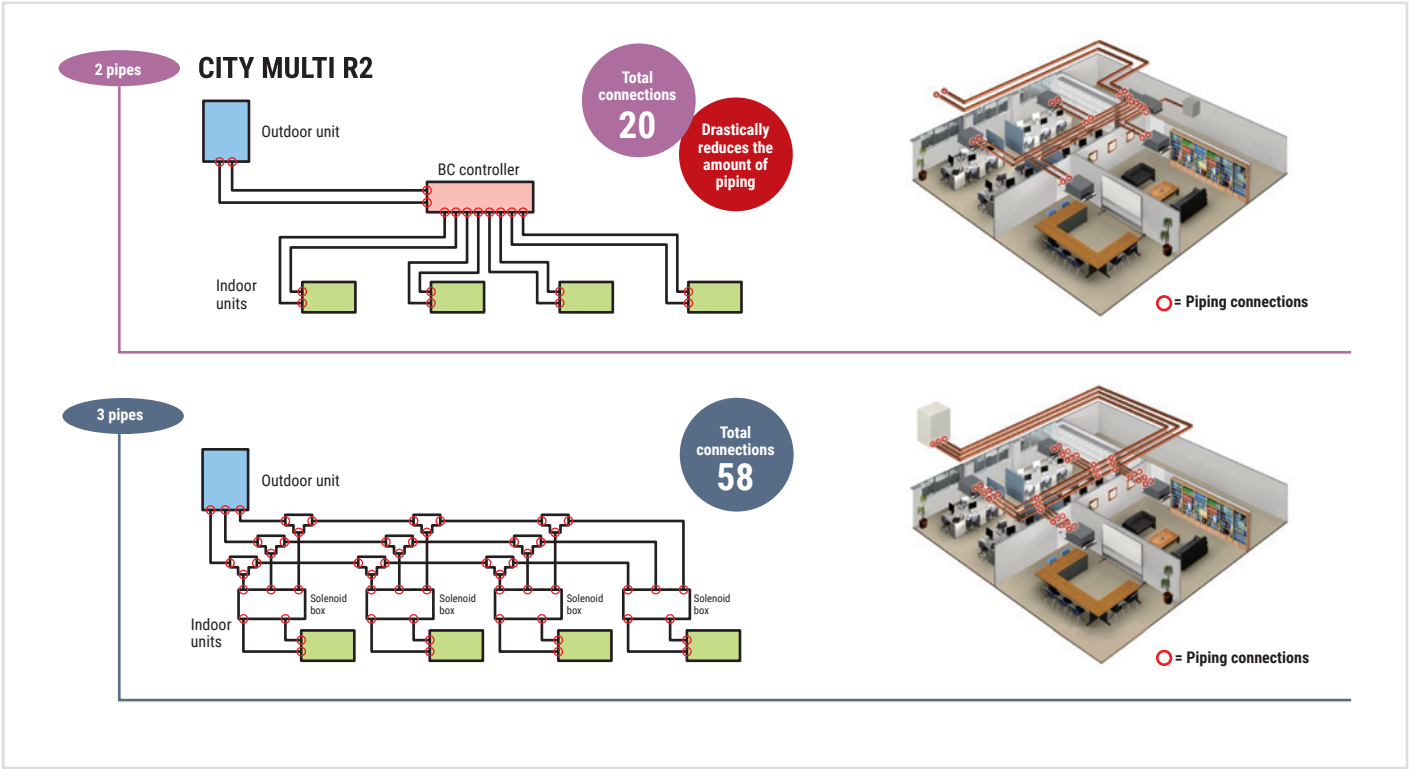 2 pipes
CITY MULTI R2
Outdoor unit
BC controller
Indoor
units
Total
connections
20
Drastically
reduces the
amount of
piping
= Piping connections
3 pipes
Outdoor unit
Total
connections
58
Solenoid
box
Solenoid
box
Solenoid
box
Solenoid
box
Indoor
units
= Piping connections